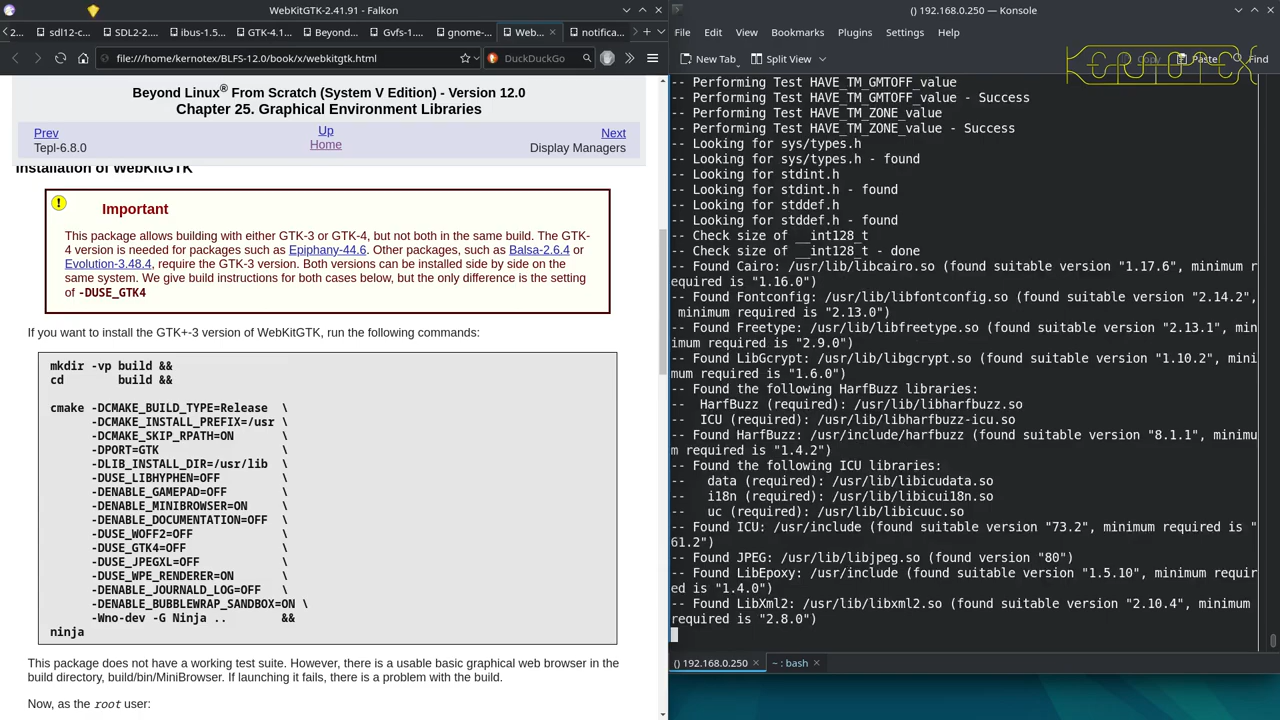 WebKitGTK-2.41.91 - Falkon
2...
sdl12-c...
SDL2-2....
ibus-1.5...
GTK-4.1...
Beyond...
Gvfs-1....
gnome-...
Web...
notifica...
file:///home/kernotex/BLFS-12.0/book/x/webkitgtk.html
DuckDuckGo
Beyond Linux® From Scratch (System V Edition) - Version 12.0
Chapter 25. Graphical Environment Libraries
Prev
Up
Next
Tepl-6.8.0
Home
Display Managers
Installation of WebKitGTK
Important
This package allows building with either GTK-3 or GTK-4, but not both in the same build. The GTK-
4 version is needed for packages such as Epiphany-44.6. Other packages, such as Balsa-2.6.4 or
Evolution-3.48.4, require the GTK-3 version. Both versions can be installed side by side on the
same system. We give build instructions for both cases below, but the only difference is the setting
of -DUSE_GTK4
If you want to install the GTK+-3 version of WebKitGTK, run the following commands:
mkdir -vp build &&
cd        build &&
cmake -DCMAKE_BUILD_TYPE=Release  \
-DCMAKE_INSTALL_PREFIX=/usr \
-DCMAKE_SKIP_RPATH=ON       \
-DPORT=GTK                  \
-DLIB_INSTALL_DIR=/usr/lib  \
-DUSE_LIBHYPHEN=OFF         \
-DENABLE_GAMEPAD=OFF        \
-DENABLE_MINIBROWSER=ON     \
-DENABLE_DOCUMENTATION=OFF  \
-DUSE_WOFF2=OFF             \
-DUSE_GTK4=OFF              \
-DUSE_JPEGXL=OFF            \
-DUSE_WPE_RENDERER=ON       \
-DENABLE_JOURNALD_LOG=OFF   \
-DENABLE_BUBBLEWRAP_SANDBOX=ON \
-Wno-dev -G Ninja ..        &&
ninja
This package does not have a working test suite. However, there is a usable basic graphical web browser in the
build directory, build/bin/MiniBrowser. If launching it fails, there is a problem with the build.
Now, as the root user:
() 192.168.0.250 — Konsole
File Edit View Bookmarks Plugins Settings Help
New Tab
Split View
Copy
Paste
Find
KERNOTEX
-- Performing Test HAVE_TM_GMTOFF_value
-- Performing Test HAVE_TM_GMTOFF_value - Success
-- Performing Test HAVE_TM_ZONE_value
-- Performing Test HAVE_TM_ZONE_value - Success
-- Looking for sys/types.h
-- Looking for sys/types.h - found
-- Looking for stdint.h
-- Looking for stdint.h - found
-- Looking for stddef.h
-- Looking for stddef.h - found
-- Check size of __int128_t
-- Check size of __int128_t - done
-- Found Cairo: /usr/lib/libcairo.so (found suitable version "1.17.6", minimum r
equired is "1.16.0")
-- Found Fontconfig: /usr/lib/libfontconfig.so (found suitable version "2.14.2",
minimum required is "2.13.0")
-- Found Freetype: /usr/lib/libfreetype.so (found suitable version "2.13.1", min
imum required is "2.9.0")
-- Found LibGcrypt: /usr/lib/libgcrypt.so (found suitable version "1.10.2", mini
mum required is "1.6.0")
-- Found the following HarfBuzz libraries:
--  HarfBuzz (required): /usr/lib/libharfbuzz.so
--  ICU (required): /usr/lib/libharfbuzz-icu.so
-- Found HarfBuzz: /usr/include/harfbuzz (found suitable version "8.1.1", minimu
m required is "1.4.2")
-- Found the following ICU libraries:
--   data (required): /usr/lib/libicudata.so
--   i18n (required): /usr/lib/libicui18n.so
--   uc (required): /usr/lib/libicuuc.so
-- Found ICU: /usr/include (found suitable version "73.2", minimum required is "
61.2")
-- Found JPEG: /usr/lib/libjpeg.so (found version "80")
-- Found LibEpoxy: /usr/include (found suitable version "1.5.10", minimum requir
ed is "1.4.0")
-- Found LibXml2: /usr/lib/libxml2.so (found suitable version "2.10.4", minimum
required is "2.8.0")
() 192.168.0.250
~ : bash